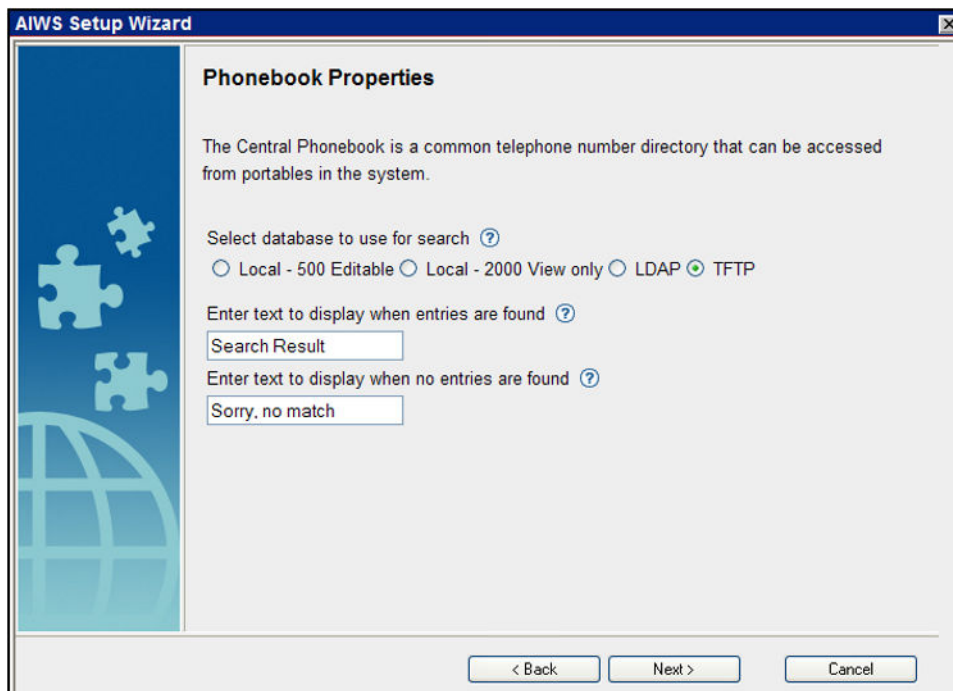 AIWS Setup Wizard
Phonebook Properties
The Central Phonebook is a common telephone number directory that can be accessed
from portables in the system.
Select database to use for search ?
Local - 500 Editable Local - 2000 View only LDAP TFTP
Enter text to display when entries are found ?
Search Result
Enter text to display when no entries are found ?
Sorry, no match
< Back Next > Cancel